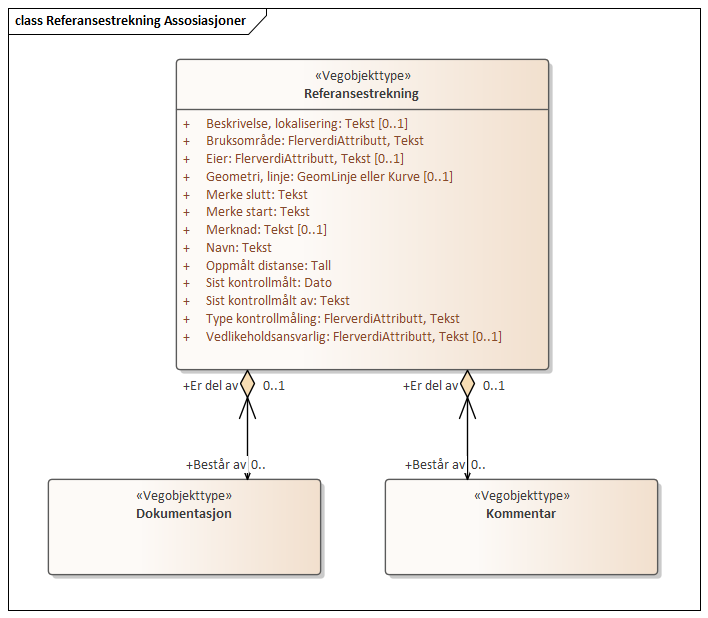 class Referansestrekning Assosiasjoner
«Vegobjekttype»
Referansestrekning
+ Beskrivelse, lokalisering: Tekst [0..1]
+ Bruksområde: FlerverdiAttributt, Tekst
+ Eier: FlerverdiAttributt, Tekst [0..1]
+ Geometri, linje: GeomLinje eller Kurve [0..1]
+ Merke slutt: Tekst
+ Merke start: Tekst
+ Merknad: Tekst [0..1]
+ Navn: Tekst
+ Oppmålt distanse: Tall
+ Sist kontrollmålt: Dato
+ Sist kontrollmålt av: Tekst
+ Type kontrollmåling: FlerverdiAttributt, Tekst
+ Vedlikeholdsansvarlig: FlerverdiAttributt, Tekst [0..1]
+Er del av 0..1
+Er del av 0..1
+Består av 0..
+Består av 0..
«Vegobjekttype»
Dokumentasjon
«Vegobjekttype»
Kommentar